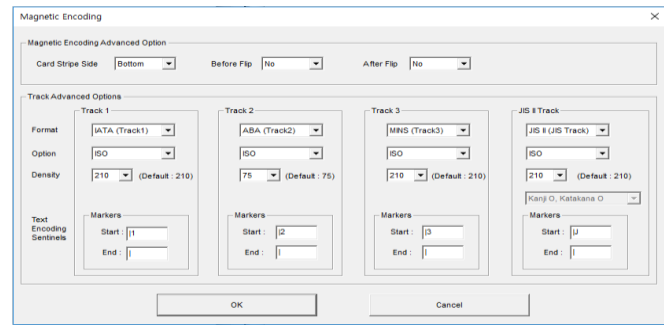 Magnetic Encoding
Magnetic Encoding Advanced Option
Card Stripe Side Bottom Before Flip No After Flip No
Track Advanced Options
Track 1 Track 2 Track 3 JIS II Track
Format IATA (Track1) ABA (Track2) MINS (Track3) JIS II (JIS Track)
Option ISO ISO ISO ISO
Density 210 (Default : 210) 75 (Default : 75) 210 (Default : 210) 210 (Default : 210)
Kanji O, Katakana O
Text Encoding Sentinels
Markers Markers Markers Markers
Start : |1 Start : |2 Start : |3 Start : |J
End : | End : | End : | End : |
OK Cancel